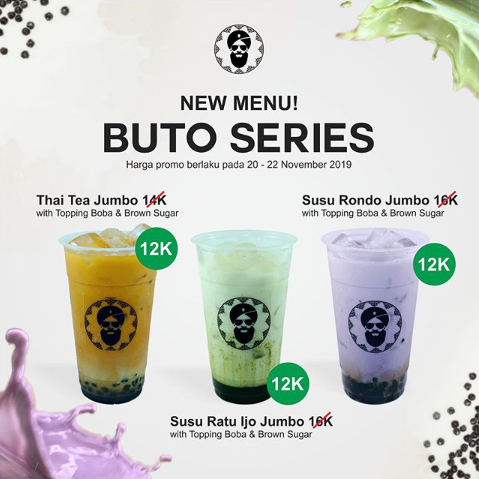 NEW MENU!
BUTO SERIES
Harga promo berlaku pada 20 - 22 November 2019
Thai Tea Jumbo 14K
with Topping Boba & Brown Sugar
12K
Susu Rondo Jumbo 16K
with Topping Boba & Brown Sugar
12K
12K
Susu Ratu Ijo Jumbo 16K
with Topping Boba & Brown Sugar